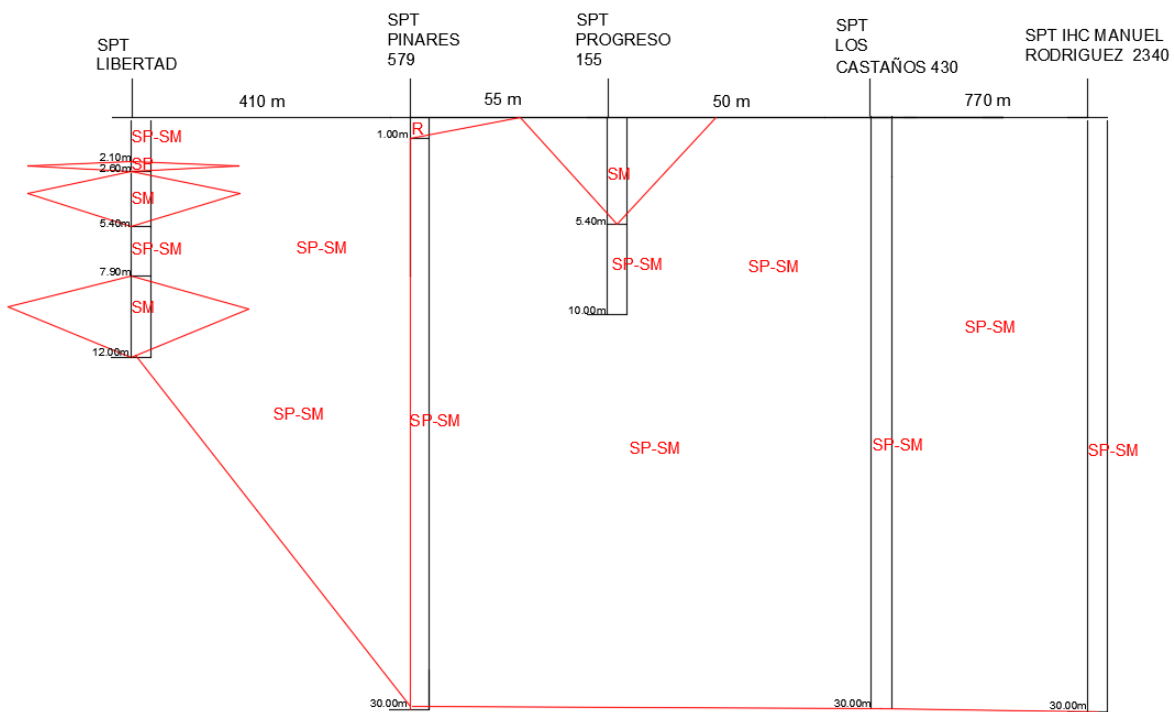 SPT
LIBERTAD
SPT
PINARES
579
SPT
PROGRESO
155
SPT
LOS
CASTAÑOS 430
SPT IHC MANUEL
RODRIGUEZ 2340
410 m
55 m
50 m
770 m
SP-SM
2.10m
SP
2.60m
SM
5.40m
SP-SM
7.90m
SM
12.00m
SP-SM
SP-SM
R
1.00m
SP-SM
30.00m
SM
5.40m
SP-SM
10.00m
SP-SM
SP-SM
SP-SM
30.00m
SP-SM
SP-SM
30.00m